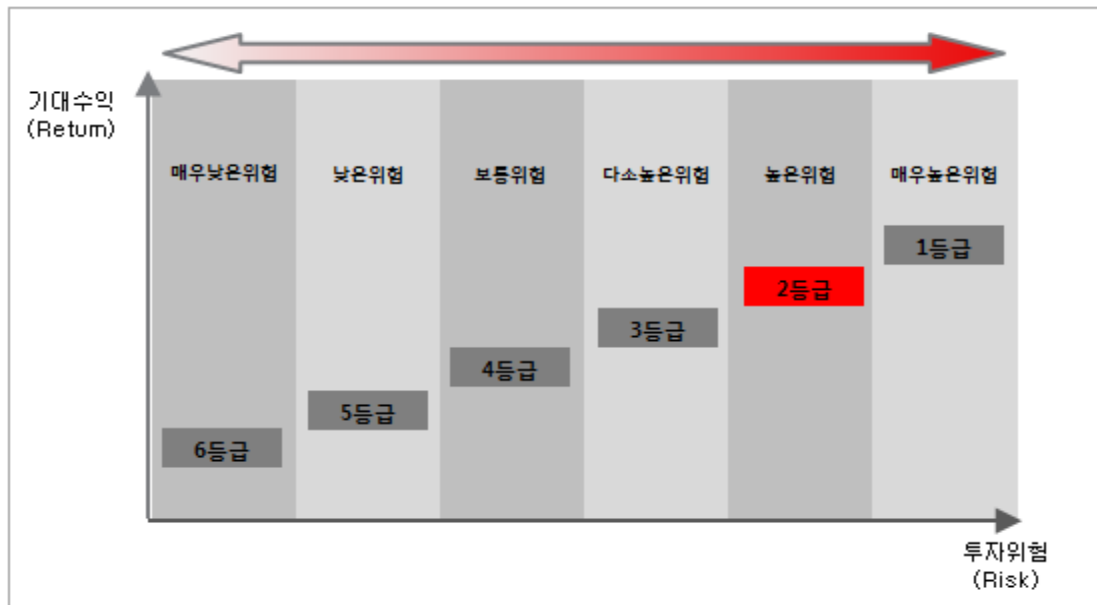 기대수익
(Retum)
매우낮은위험
낮은위험
보통위험
다소높은위험
높은위험
매우높은위험
1등급
2등급
3등급
4등급
5등급
6등급
투자위험
(Risk)